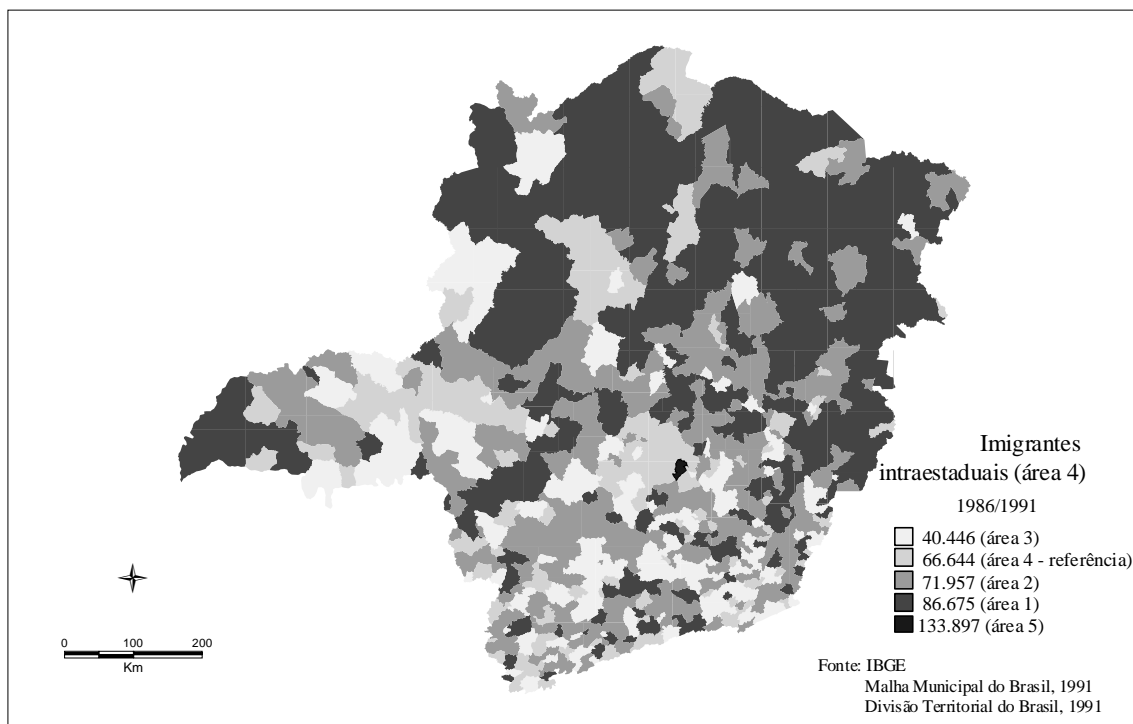 Imigrantes
intraestaduais (área 4)
1986/1991
40.446 (área 3)
66.644 (área 4 - referência)
71.957 (área 2)
86.675 (área 1)
133.897 (área 5)
0 100 200
Km
Fonte: IBGE
Malha Municipal do Brasil, 1991
Divisão Territorial do Brasil, 1991